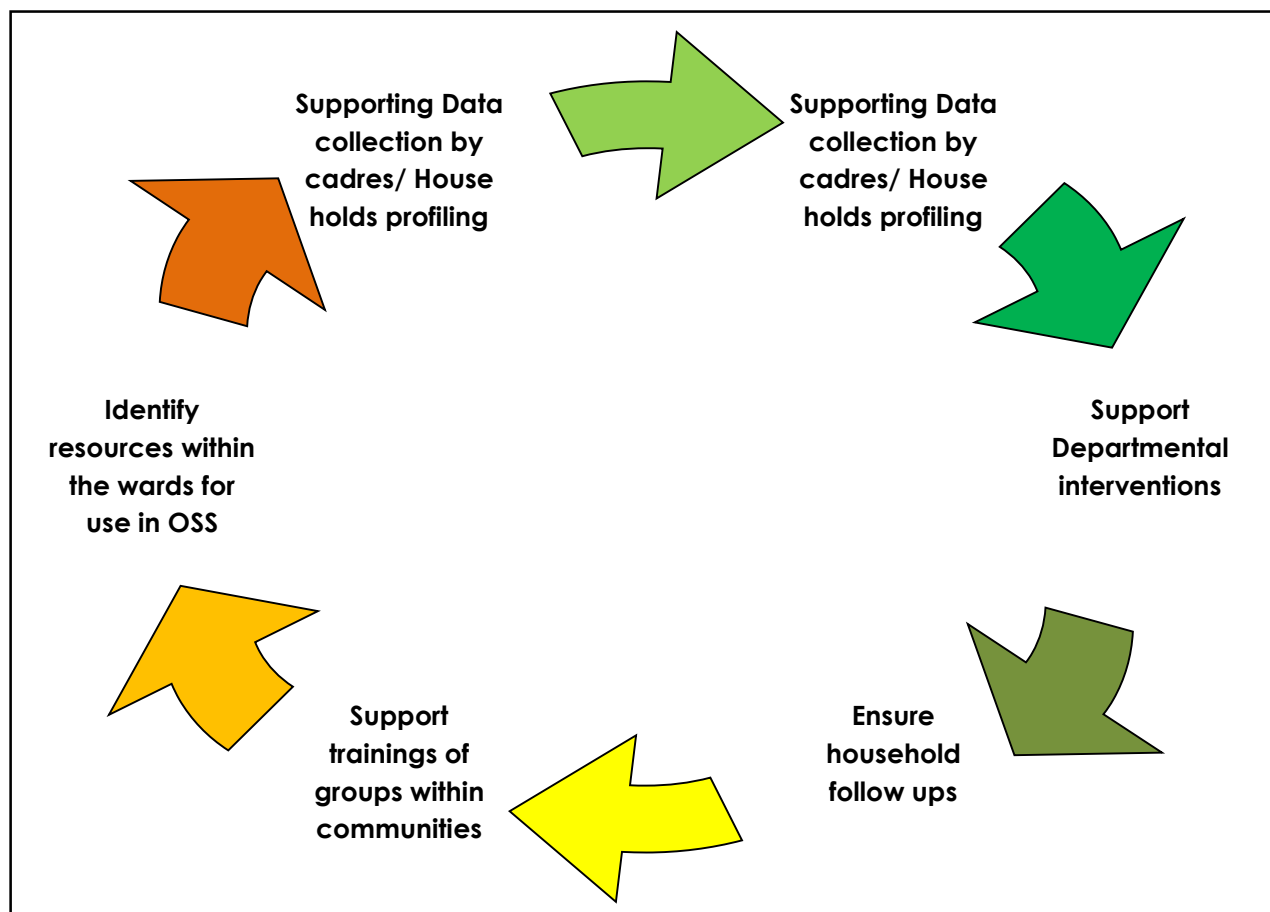 Supporting Data
collection by
cadres/ House
holds profiling
Supporting Data
collection by
cadres/ House
holds profiling
Support
Departmental
interventions
Ensure
household
follow ups
Support
trainings of
groups within
communities
Identify
resources within
the wards for
use in OSS